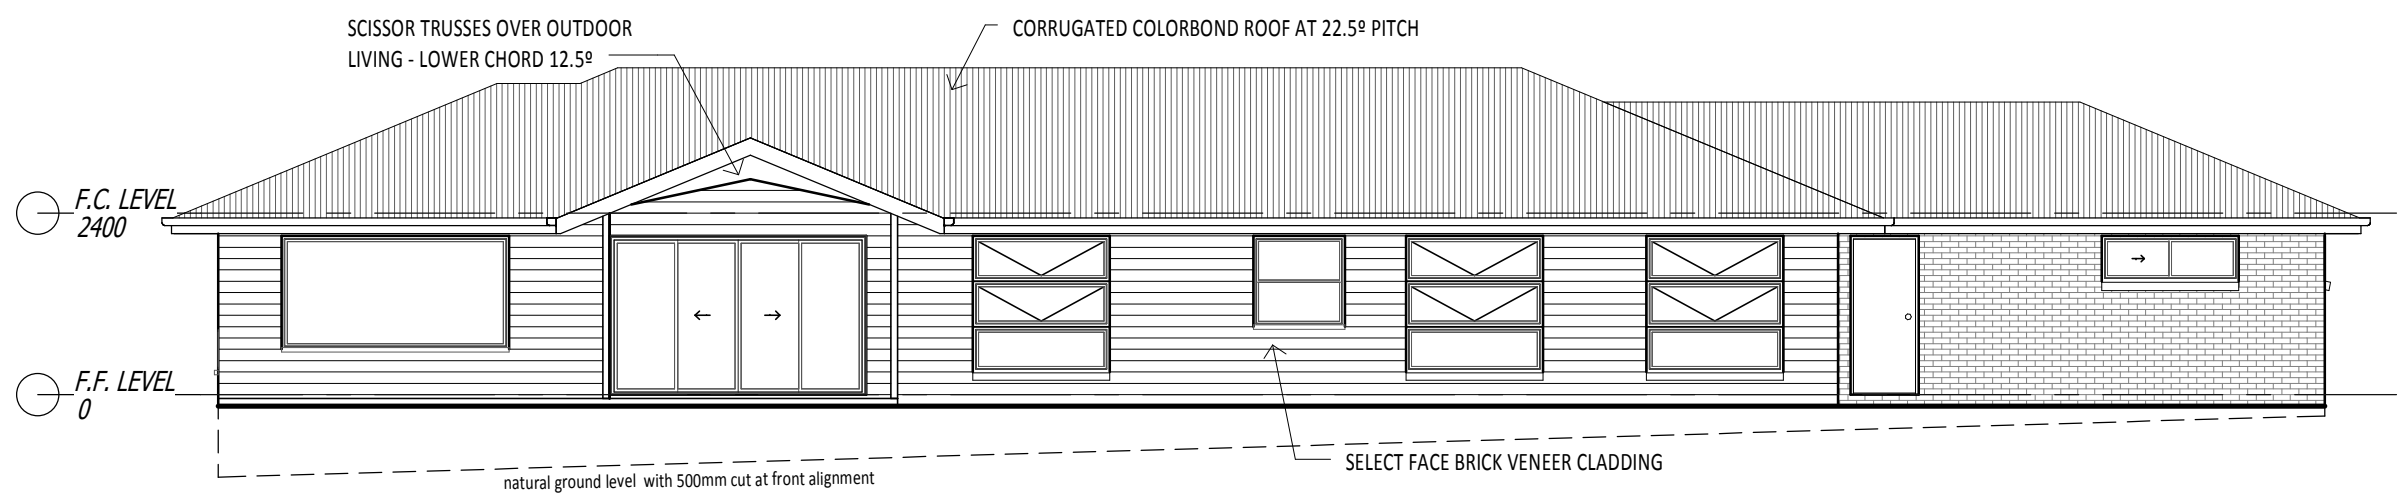 SCISSOR TRUSSES OVER OUTDOOR
LIVING - LOWER CHORD 12.5º
CORRUGATED COLORBOND ROOF AT 22.5º PITCH
F.C. LEVEL
2400
F.F. LEVEL
0
SELECT FACE BRICK VENEER CLADDING
natural ground level with 500mm cut at front alignment